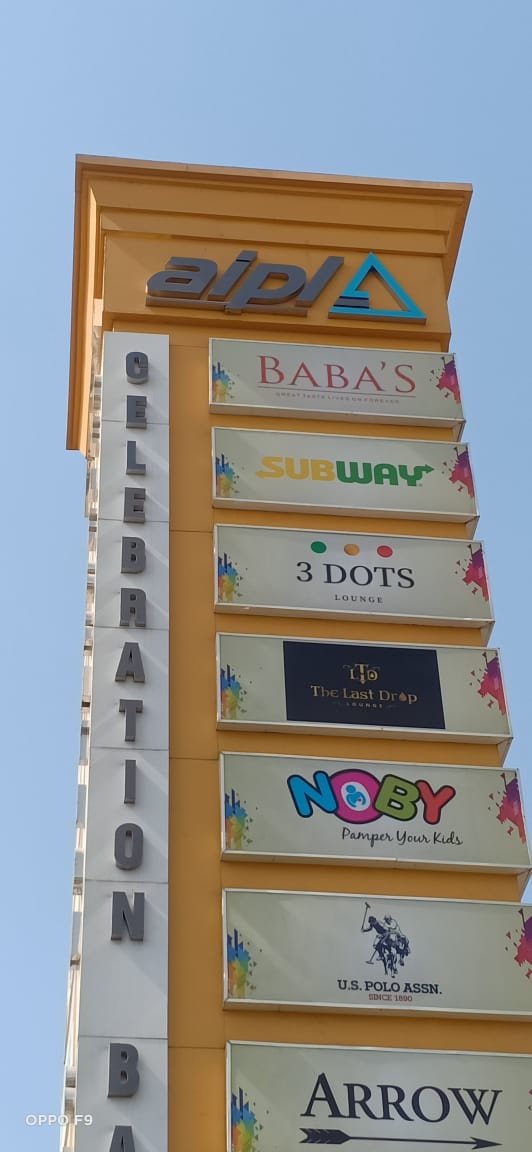 aipl
CELEBRATION BA
BABA'S
GREAT TASTE LIVES ON FOREVER
SUBWAY
3 DOTS
LOUNGE
LTD
The Last Drop
LOUNGE
NOBY
Pamper Your Kids
U.S. POLO ASSN.
SINCE 1890
ARROW
OPPO F9